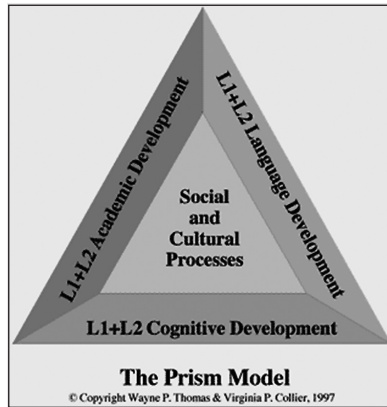 L1+L2 Academic Development
L1+L2 Language Development
Social
and
Cultural
Processes
L1+L2 Cognitive Development
The Prism Model
© Copyright Wayne P. Thomas & Virginia P. Collier, 1997